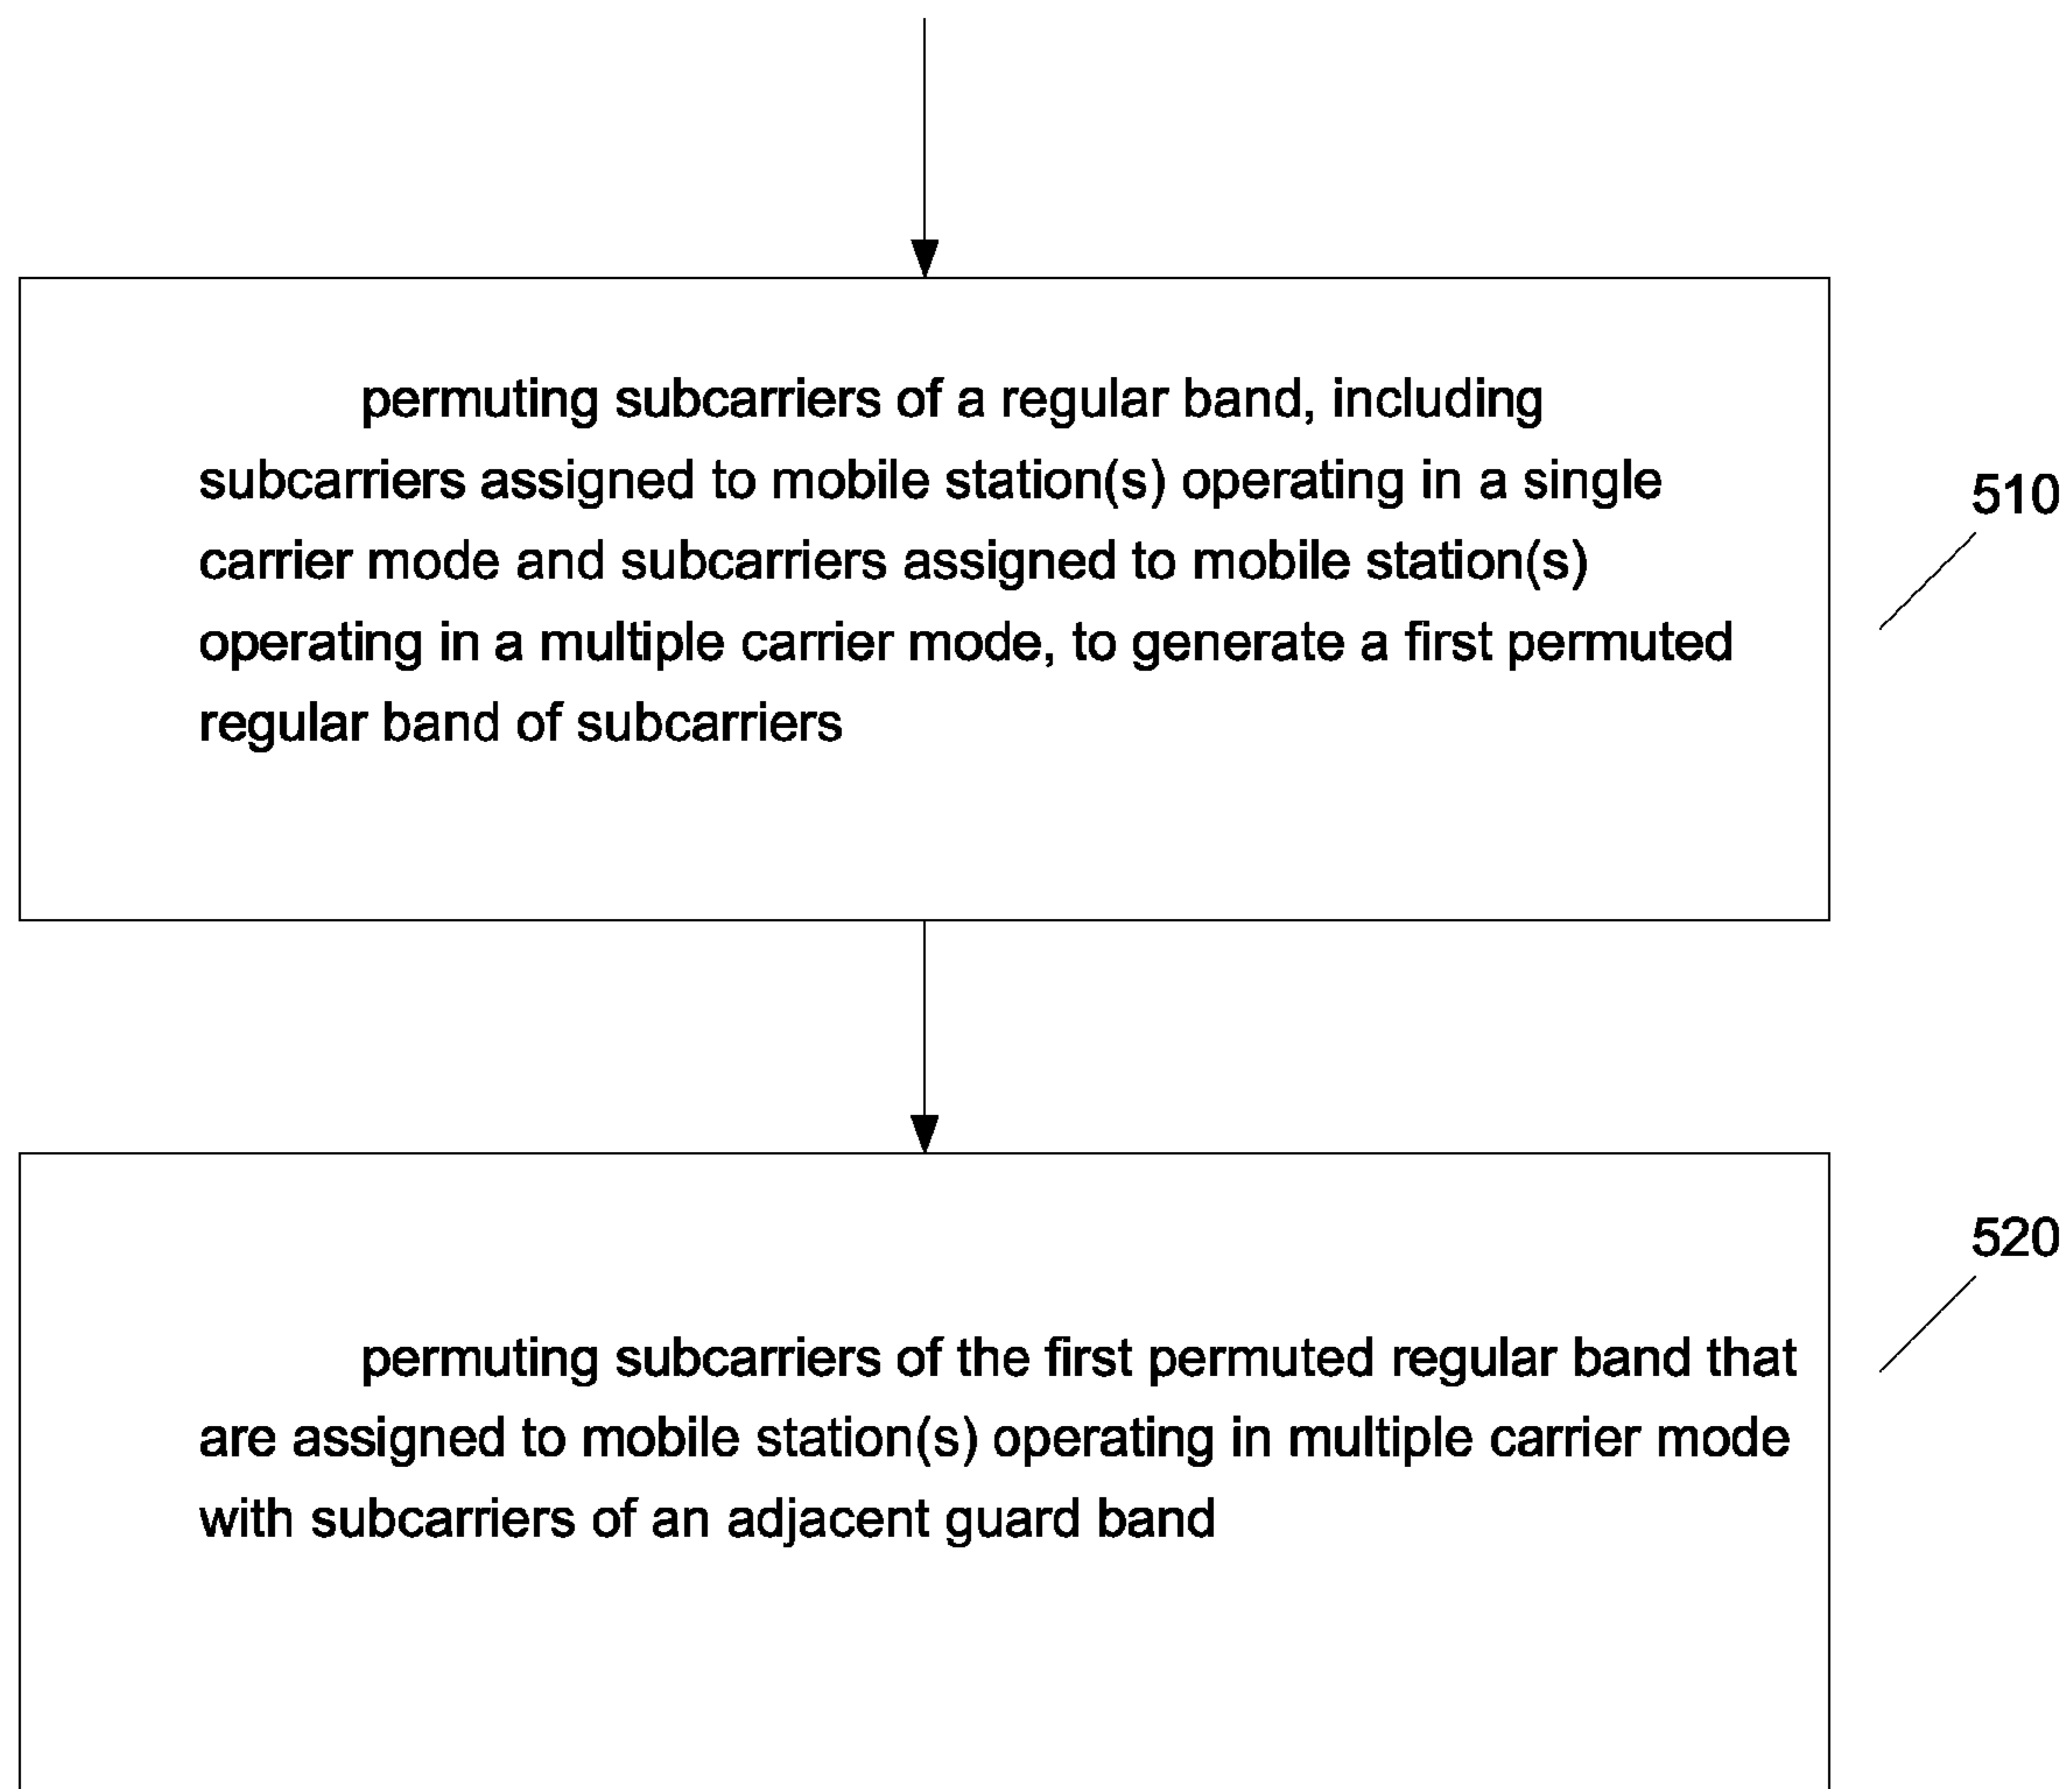 permuting subcarriers of a regular band, including
subcarriers assigned to mobile station(s) operating in a single
carrier mode and subcarriers assigned to mobile station(s)
operating in a multiple carrier mode, to generate a first permuted
regular band of subcarriers
510
permuting subcarriers of the first permuted regular band that
are assigned to mobile station(s) operating in multiple carrier mode
with subcarriers of an adjacent guard band
520